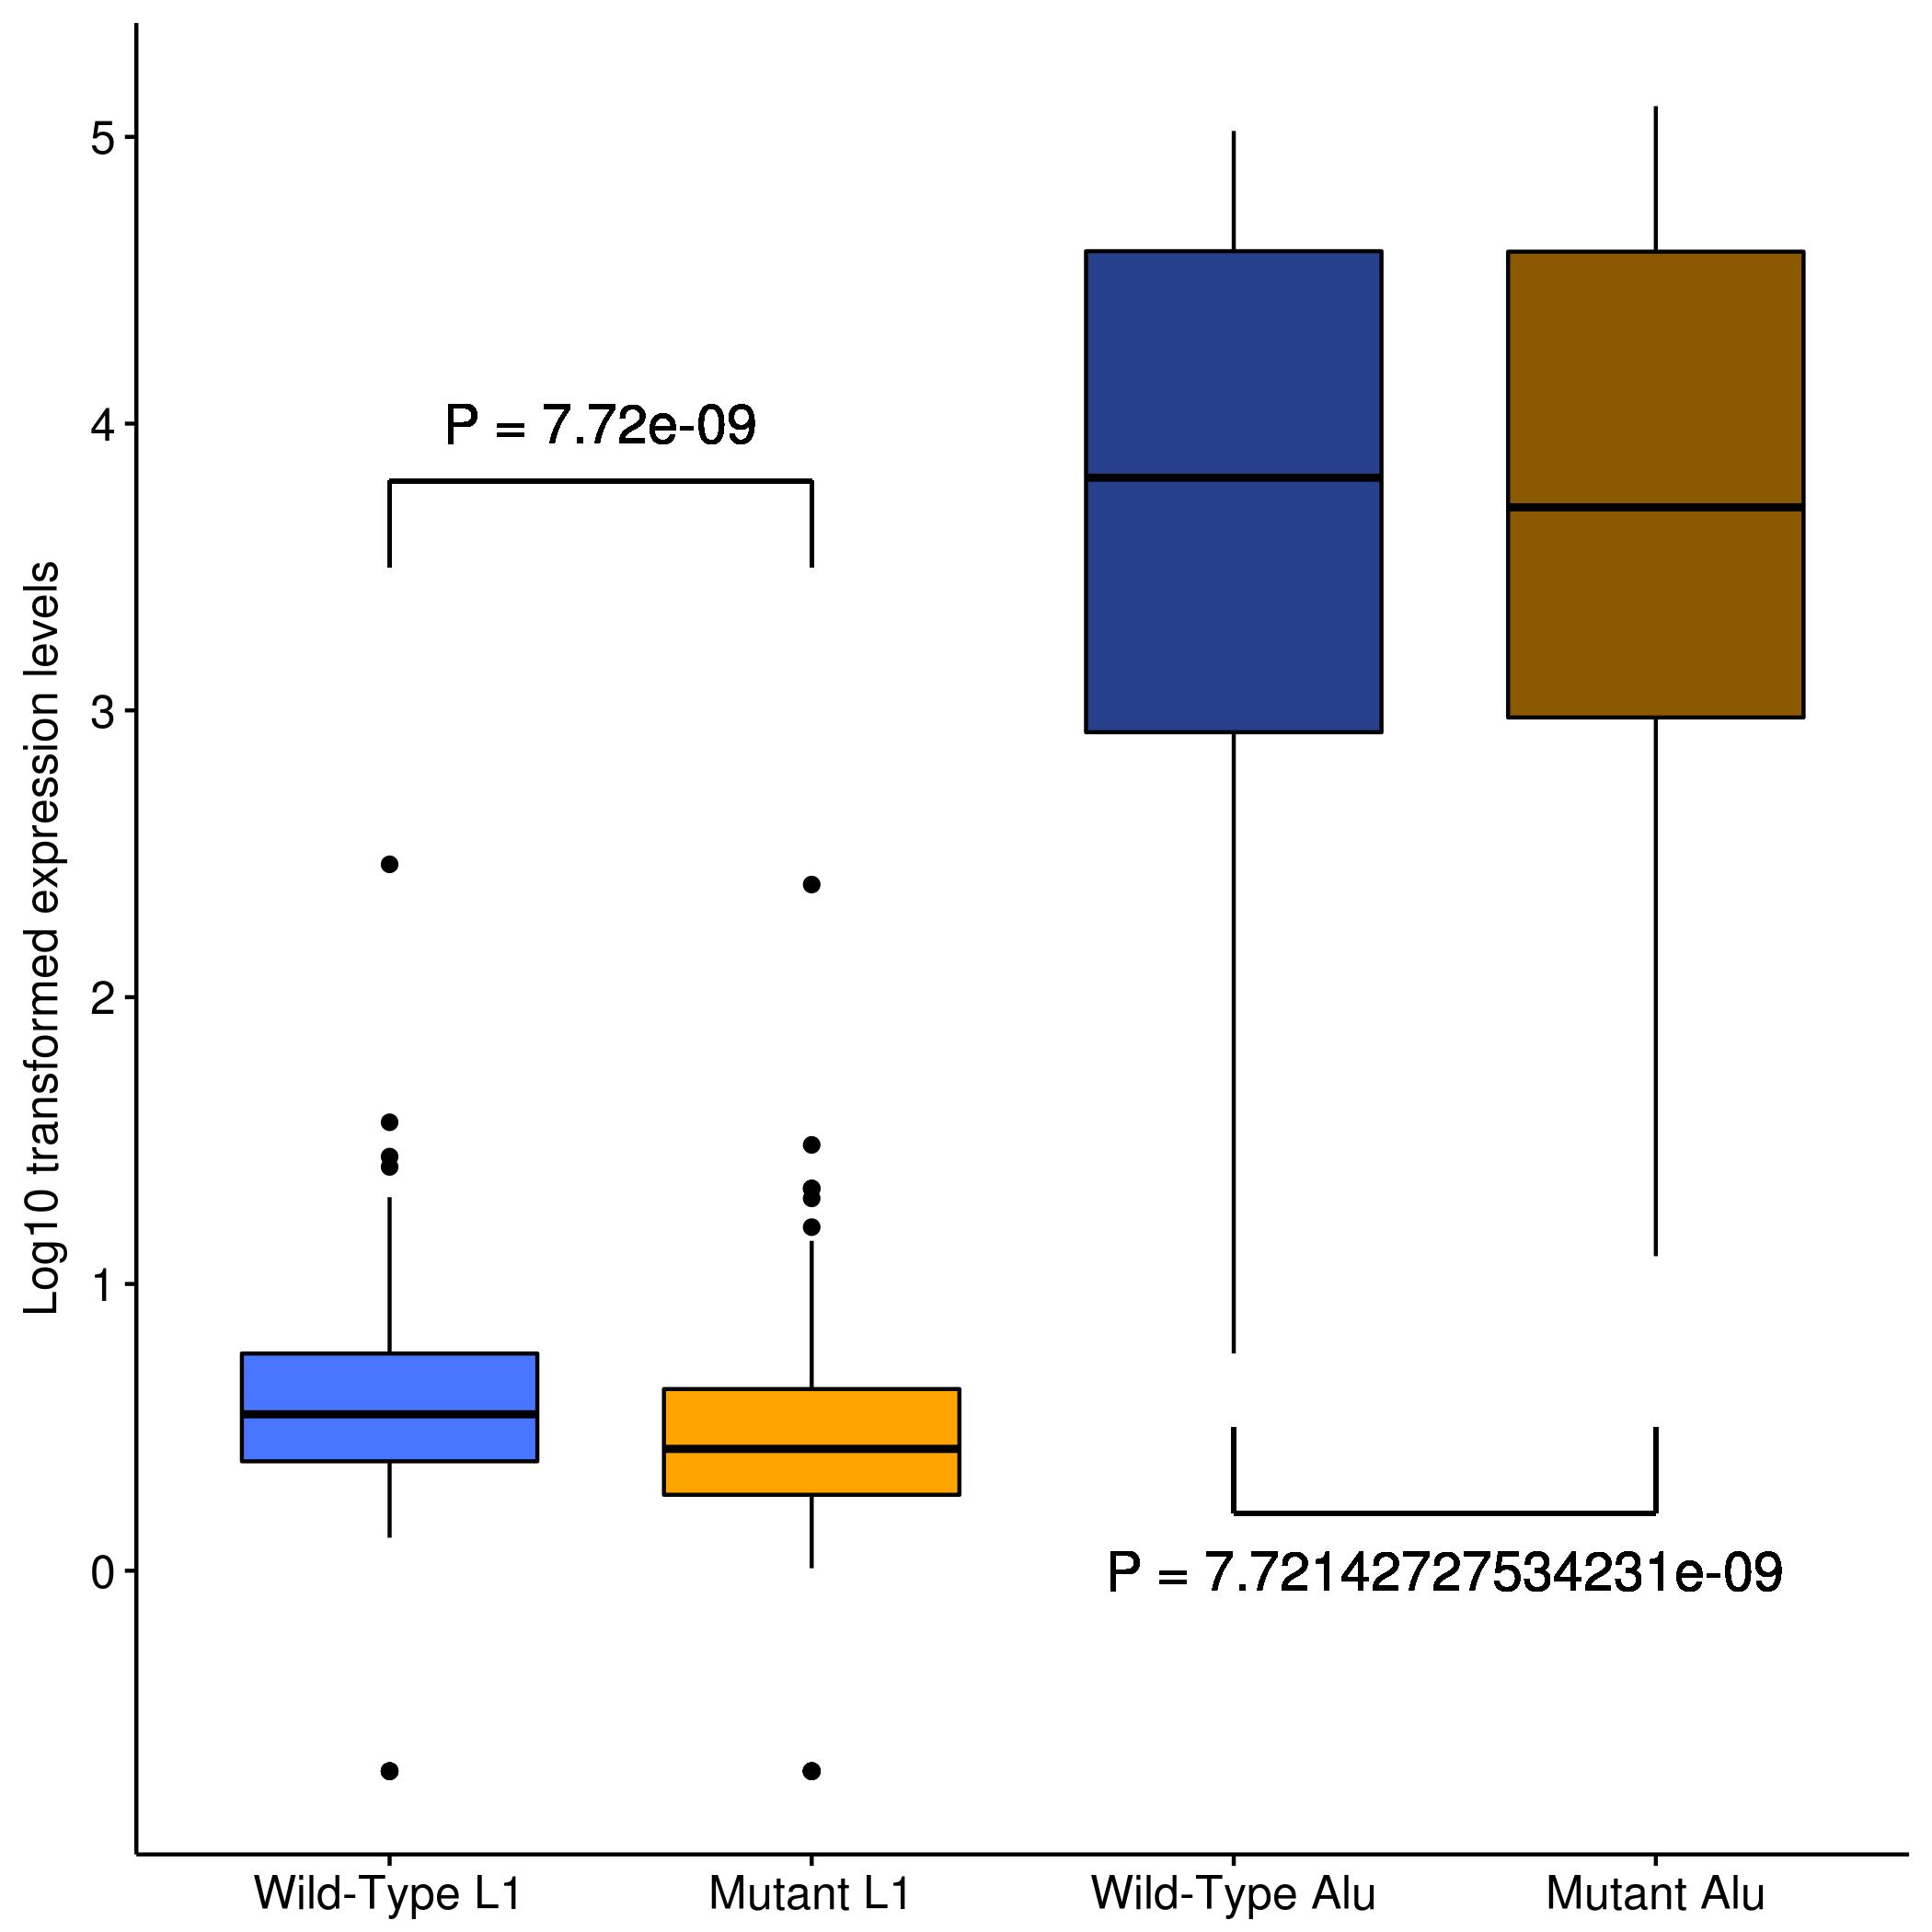 Log10 transformed expression levels
5
4
3
2
1
0
P = 7.72e-09
P = 7.72142727534231e-09
Wild-Type L1
Mutant L1
Wild-Type Alu
Mutant Alu